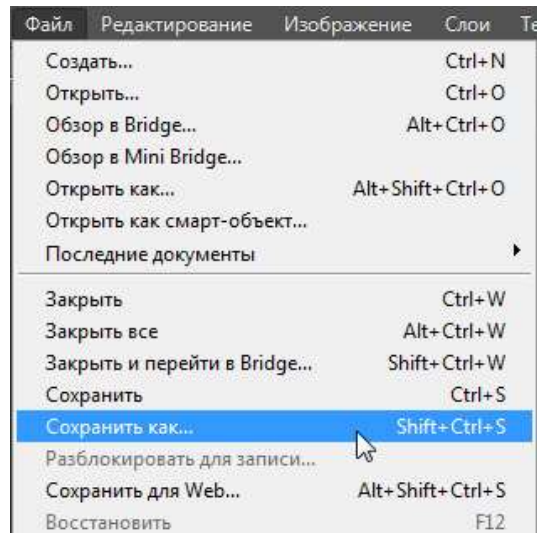 Файл Редактирование Изображение Слои
Создать... Ctrl+N
Открыть... Ctrl+O
Обзор в Bridge... Alt+Ctrl+O
Обзор в Mini Bridge...
Открыть как... Alt+Shift+Ctrl+O
Открыть как смарт-объект...
Последние документы
Закрыть Ctrl+W
Закрыть все Alt+Ctrl+W
Закрыть и перейти в Bridge... Shift+Ctrl+W
Сохранить Ctrl+S
Сохранить как... Shift+Ctrl+S
Разблокировать для записи...
Сохранить для Web... Alt+Shift+Ctrl+S
Восстановить F12